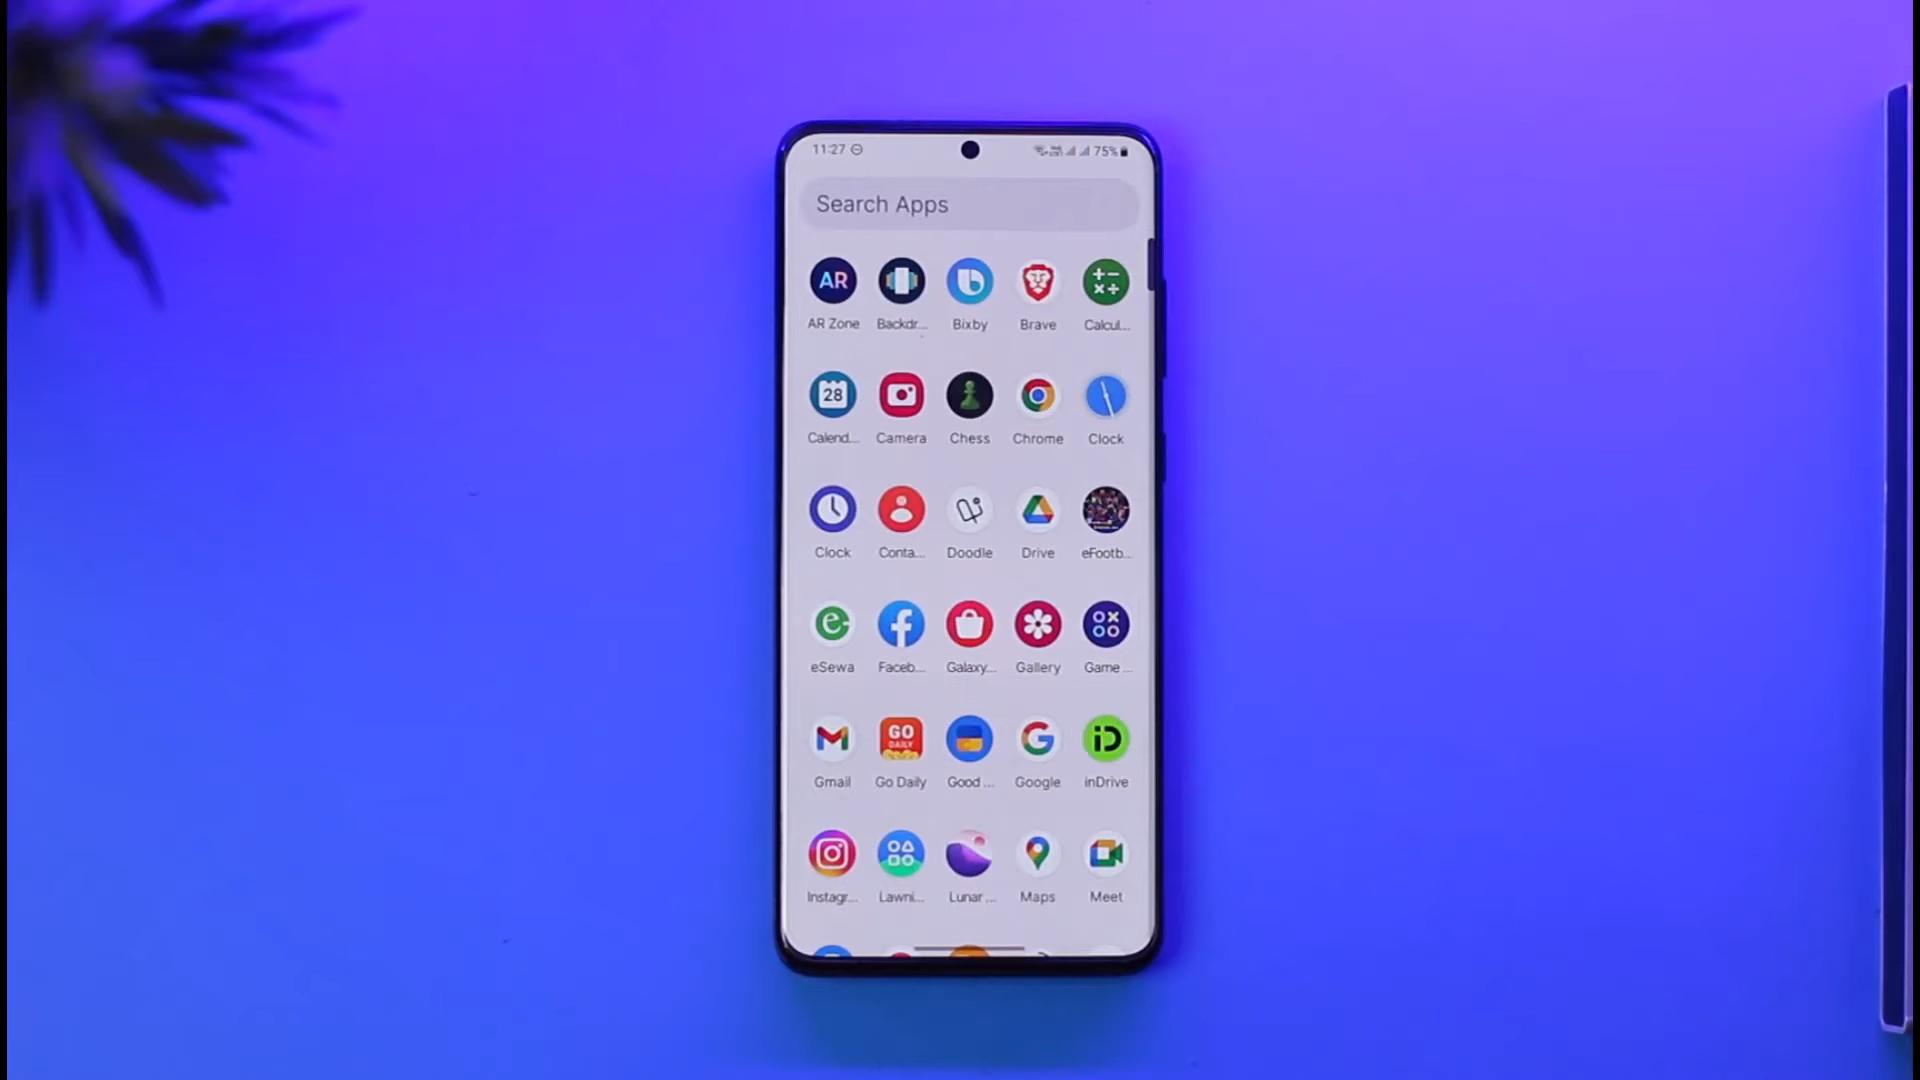 11:27
75%
Search Apps
AR
AR Zone Backdr... Bixby Brave Calcul...
28
Calend... Camera Chess Chrome Clock
Clock Conta... Doodle Drive eFootb...
eSewa Faceb... Galaxy... Gallery Game ...
GO
DAILY
iD
Gmail Go Daily Good ... Google inDrive
Instagr... Lawni... Lunar ... Maps Meet